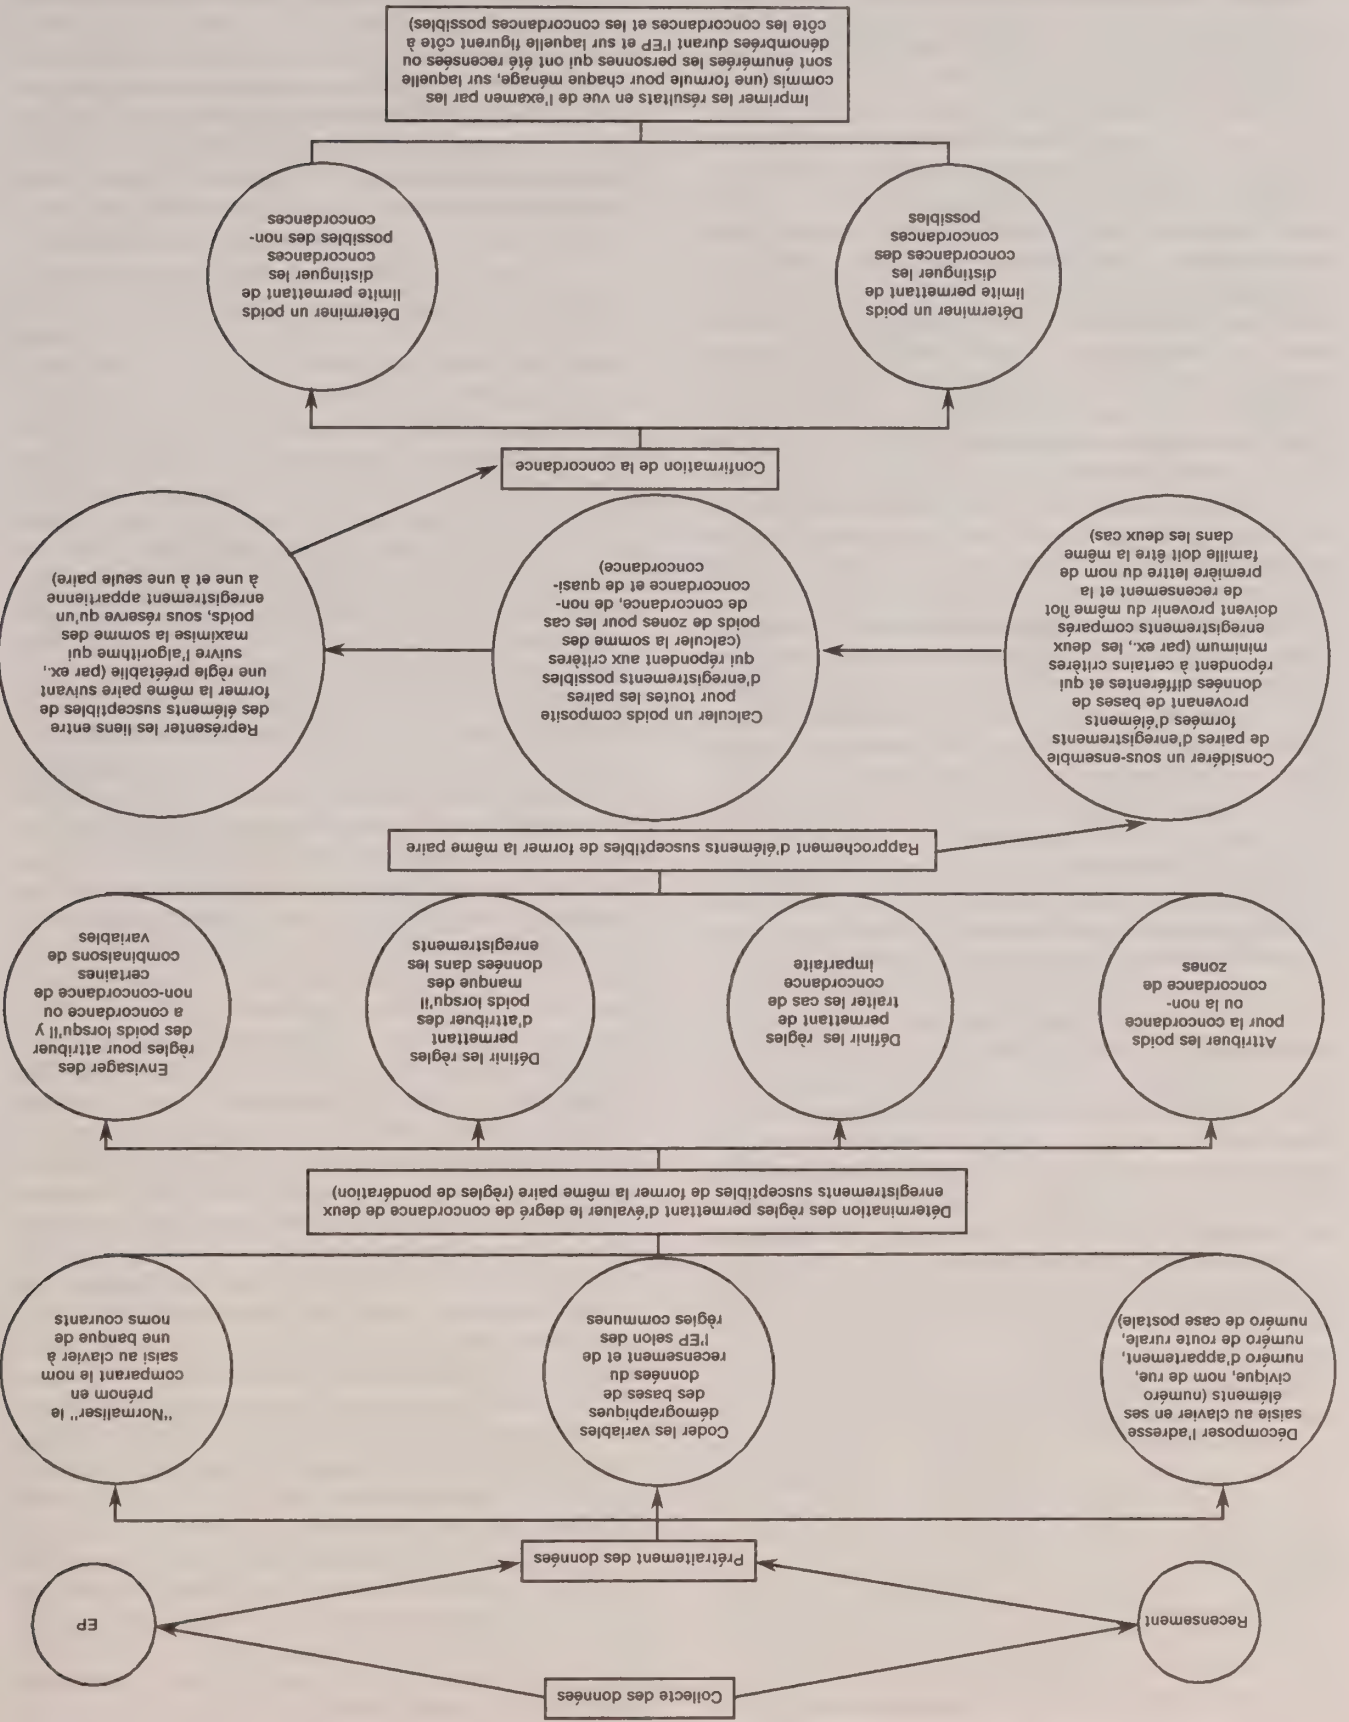 Collecte des données
Recensement
EP
Prétraitement des données
Décomposer l'adresse
saisie au clavier en ses
éléments (numéro
civique, nom de rue,
numéro d'appartement,
numéro de route rurale,
numéro de case postale)
Coder les variables
démographiques
des bases de
données du
recensement et de
l'EP selon des
règles communes
"Normaliser" le
prénom en
comparant le nom
saisi au clavier à
une banque de
noms courants
Détermination des règles permettant d'évaluer le degré de concordance de deux
enregistrements susceptibles de former la même paire (règles de pondération)
Attribuer les poids
pour la concordance
ou la non-
concordance de
zones
Définir les règles
permettant de
traiter les cas de
concordance
imparfaite
Définir les règles
permettant
d'attribuer des
poids lorsqu'il
manque des
données dans les
enregistrements
Envisager des
règles pour attribuer
des poids lorsqu'il y
a concordance ou
non-concordance de
certaines
combinaisons de
variables
Rapprochement d'éléments susceptibles de former la même paire
Considérer un sous-ensemble
de paires d'enregistrements
formées d'éléments
provenant de bases de
données différentes et qui
répondent à certains critères
minimum (par ex., les deux
enregistrements comparés
doivent provenir du même îlot
de recensement et la
première lettre du nom de
famille doit être la même
dans les deux cas)
Calculer un poids composite
pour toutes les paires
d'enregistrements possibles
qui répondent aux critères
(calculer la somme des
poids de zones pour les cas
de concordance, de non-
concordance et de quasi-
concordance)
Représenter les liens entre
des éléments susceptibles de
former la même paire suivant
une règle préétablie (par ex.,
suivre l'algorithme qui
maximise la somme des
poids, sous réserve qu'un
enregistrement appartienne
à une et à une seule paire)
Confirmation de la concordance
Déterminer un poids
limite permettant de
distinguer les
concordances des
concordances
possibles
Déterminer un poids
limite permettant de
distinguer les
concordances
possibles des non-
concordances
Imprimer les résultats en vue de l'examen par les
commis (une formule pour chaque ménage, sur laquelle
sont énumérées les personnes qui ont été recensées ou
dénombrées durant l'EP et sur laquelle figurent côte à
côte les concordances et les concordances possibles)